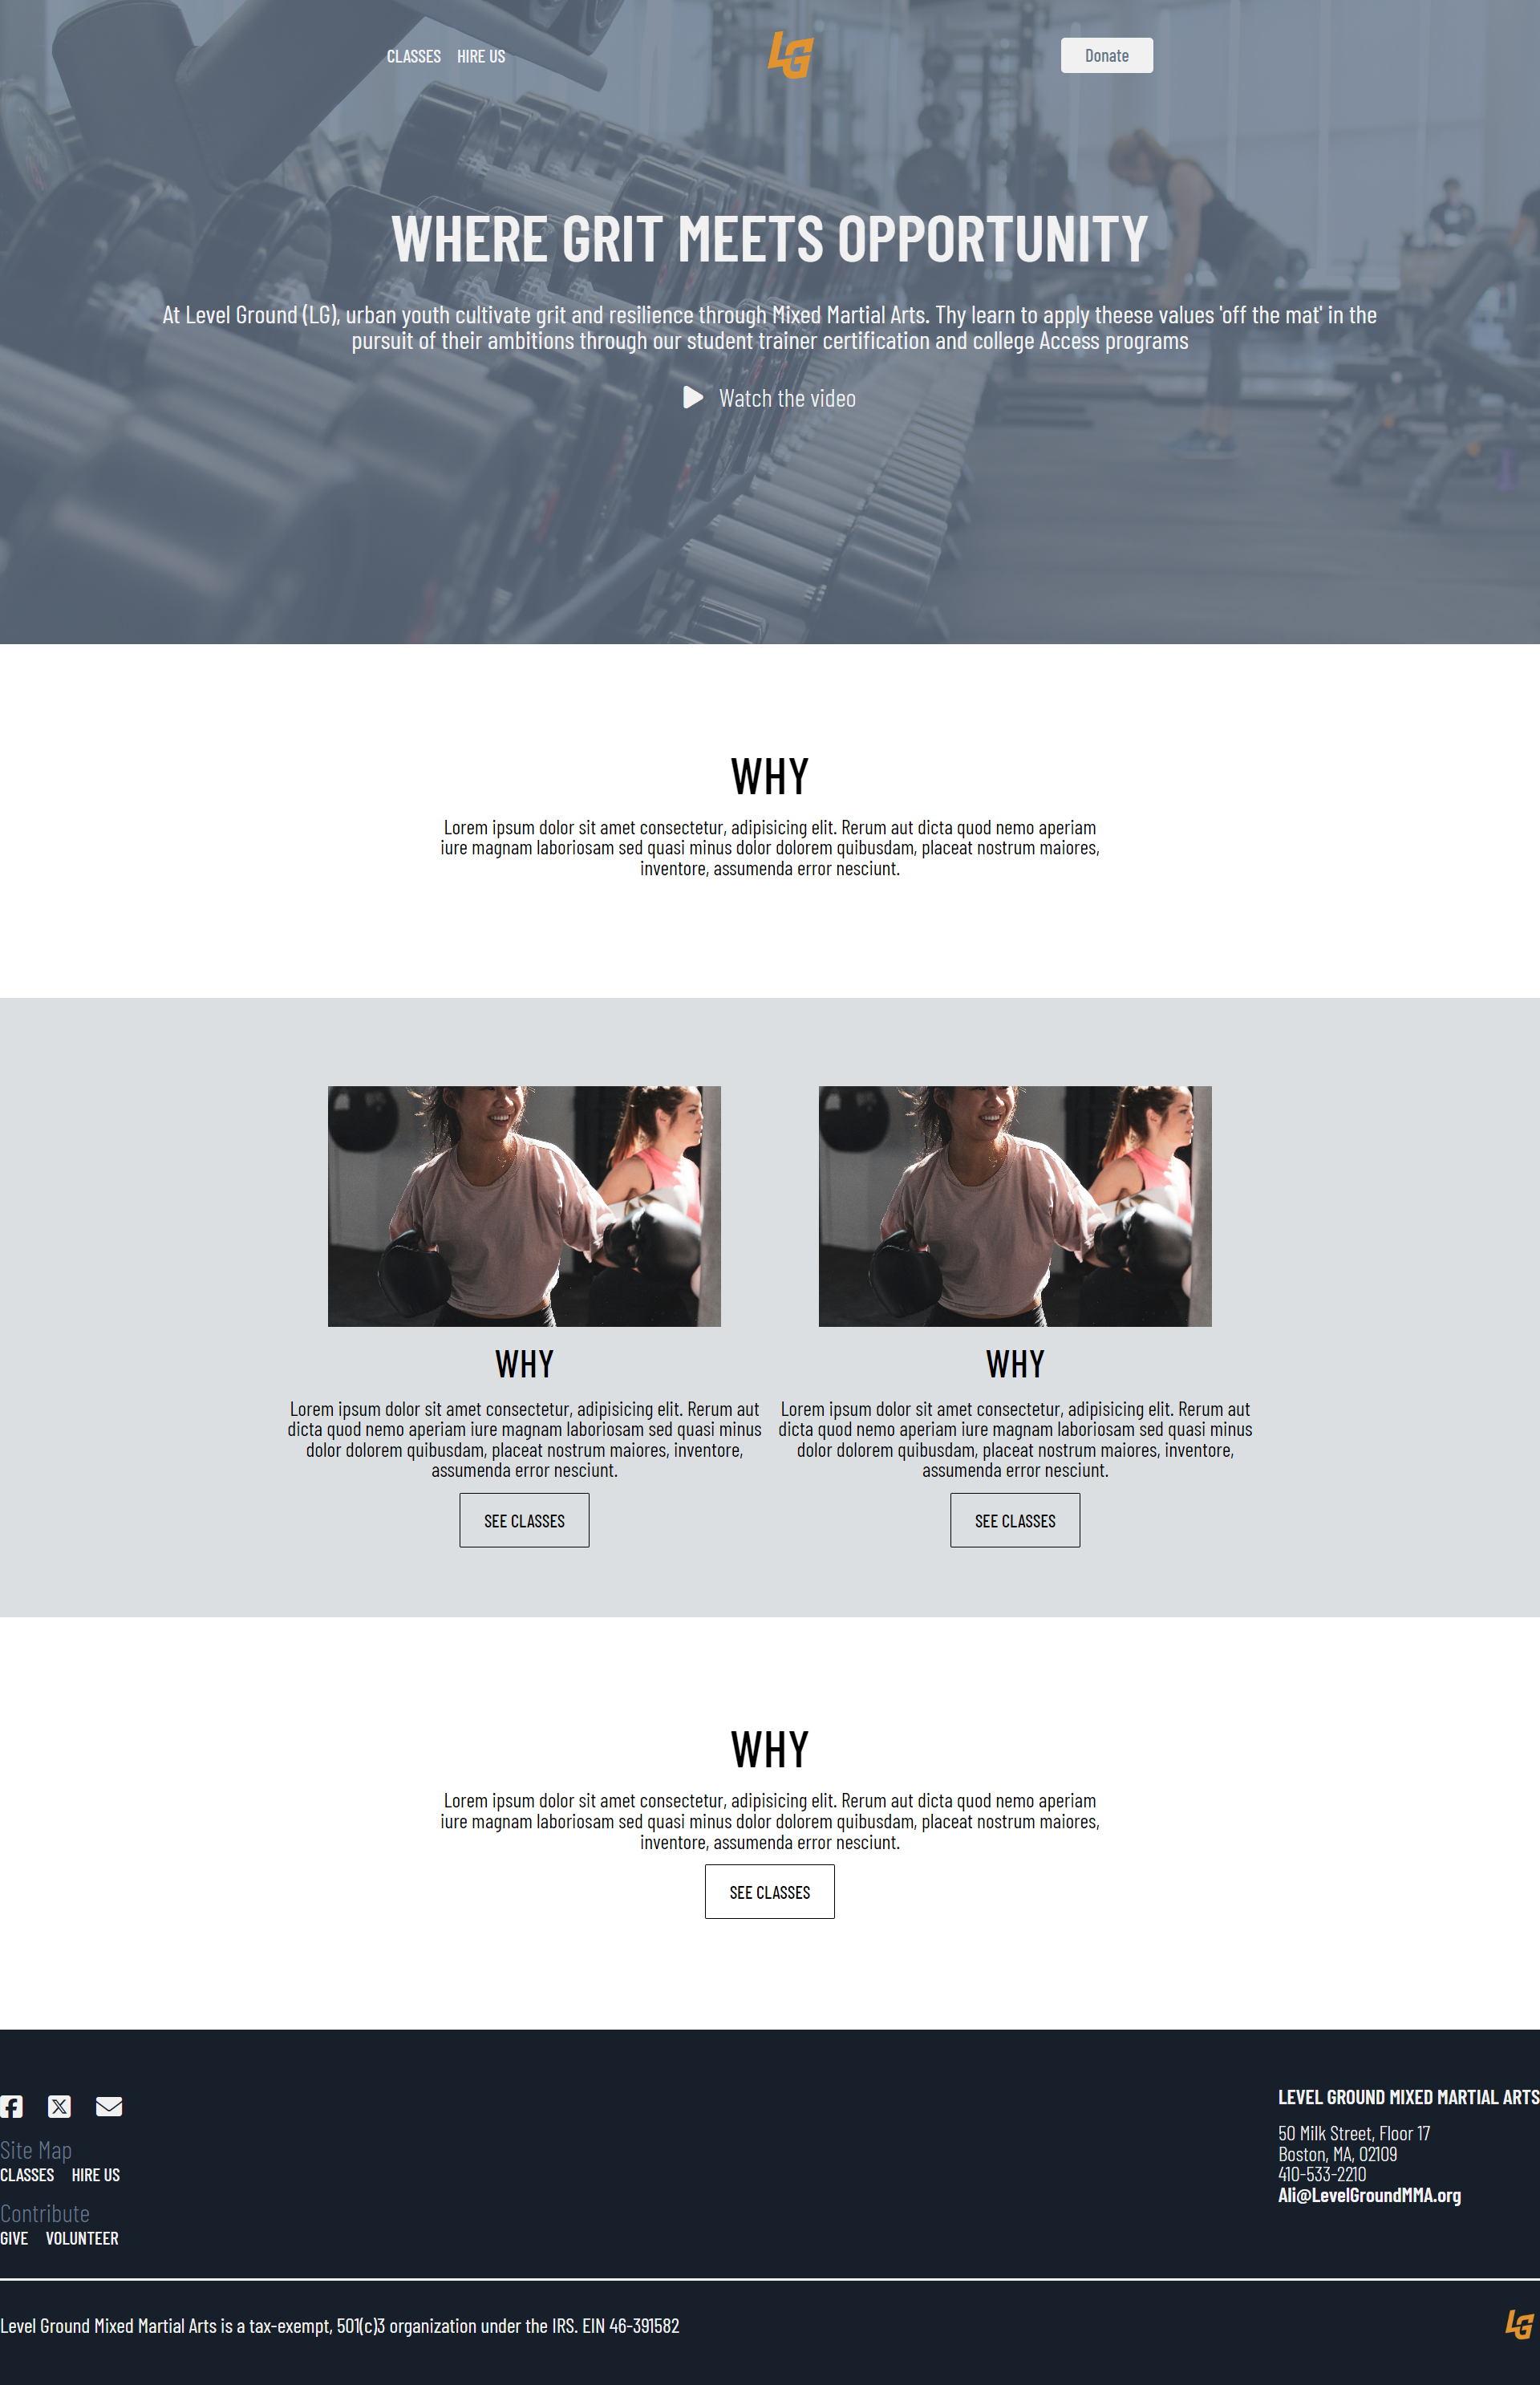 CLASSES HIRE US LG Donate
WHERE GRIT MEETS OPPORTUNITY
At Level Ground (LG), urban youth cultivate grit and resilience through Mixed Martial Arts. Thy learn to apply theese values 'off the mat' in the
pursuit of their ambitions through our student trainer certification and college Access programs
Watch the video
WHY
Lorem ipsum dolor sit amet consectetur, adipisicing elit. Rerum aut dicta quod nemo aperiam
iure magnam laboriosam sed quasi minus dolor dolorem quibusdam, placeat nostrum maiores,
inventore, assumenda error nesciunt.
WHY
Lorem ipsum dolor sit amet consectetur, adipisicing elit. Rerum aut
dicta quod nemo aperiam iure magnam laboriosam sed quasi minus
dolor dolorem quibusdam, placeat nostrum maiores, inventore,
assumenda error nesciunt.
SEE CLASSES
WHY
Lorem ipsum dolor sit amet consectetur, adipisicing elit. Rerum aut
dicta quod nemo aperiam iure magnam laboriosam sed quasi minus
dolor dolorem quibusdam, placeat nostrum maiores, inventore,
assumenda error nesciunt.
SEE CLASSES
WHY
Lorem ipsum dolor sit amet consectetur, adipisicing elit. Rerum aut dicta quod nemo aperiam
iure magnam laboriosam sed quasi minus dolor dolorem quibusdam, placeat nostrum maiores,
inventore, assumenda error nesciunt.
SEE CLASSES
Site Map
CLASSES HIRE US
Contribute
GIVE VOLUNTEER
LEVEL GROUND MIXED MARTIAL ARTS
50 Milk Street, Floor 17
Boston, MA, 02109
410-533-2210
Ali@LevelGroundMMA.org
Level Ground Mixed Martial Arts is a tax-exempt, 501(c)3 organization under the IRS. EIN 46-391582
LG